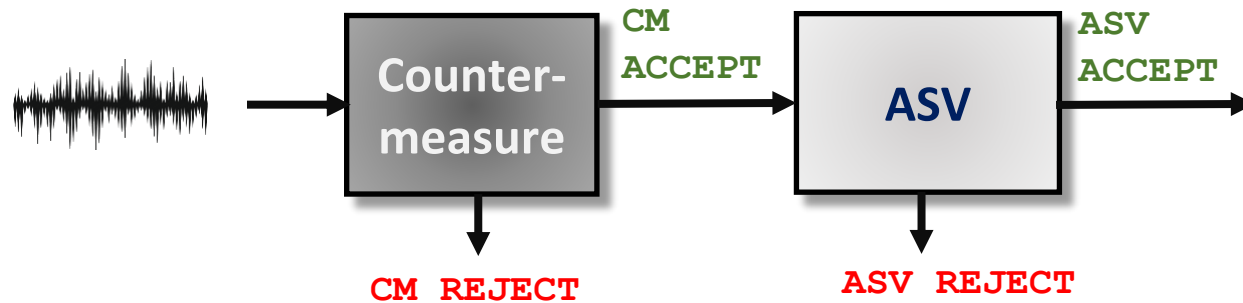 Counter-
measure
CM
ACCEPT
ASV
ASV
ACCEPT
CM REJECT
ASV REJECT